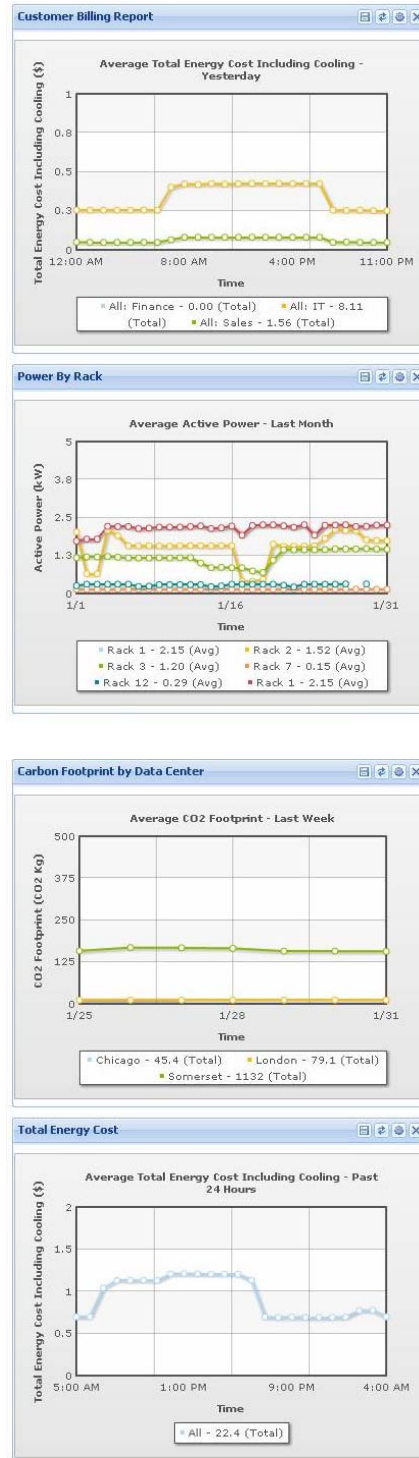 Customer Billing Report
Average Total Energy Cost Including Cooling -
Yesterday
Total Energy Cost Including Cooling ($)
1
0.8
0.5
0.3
0
12:00 AM 8:00 AM 4:00 PM 11:00 PM
Time
All: Finance - 0.00 (Total) All: IT - 8.11
(Total) All: Sales - 1.56 (Total)
Power By Rack
Average Active Power - Last Month
Active Power (kW)
5
3.8
2.5
1.3
0
1/1 1/16 1/31
Time
Rack 1 - 2.15 (Avg) Rack 2 - 1.52 (Avg)
Rack 3 - 1.20 (Avg) Rack 7 - 0.15 (Avg)
Rack 12 - 0.29 (Avg) Rack 1 - 2.15 (Avg)
Carbon Footprint by Data Center
Average CO2 Footprint - Last Week
CO2 Footprint (CO2 Kg)
500
375
250
125
0
1/25 1/28 1/31
Time
Chicago - 45.4 (Total) London - 79.1 (Total)
Somerset - 1132 (Total)
Total Energy Cost
Average Total Energy Cost Including Cooling - Past
24 Hours
Total Energy Cost Including Cooling ($)
2
1.5
1
0.5
0
5:00 AM 1:00 PM 9:00 PM 4:00 AM
Time
All - 22.4 (Total)